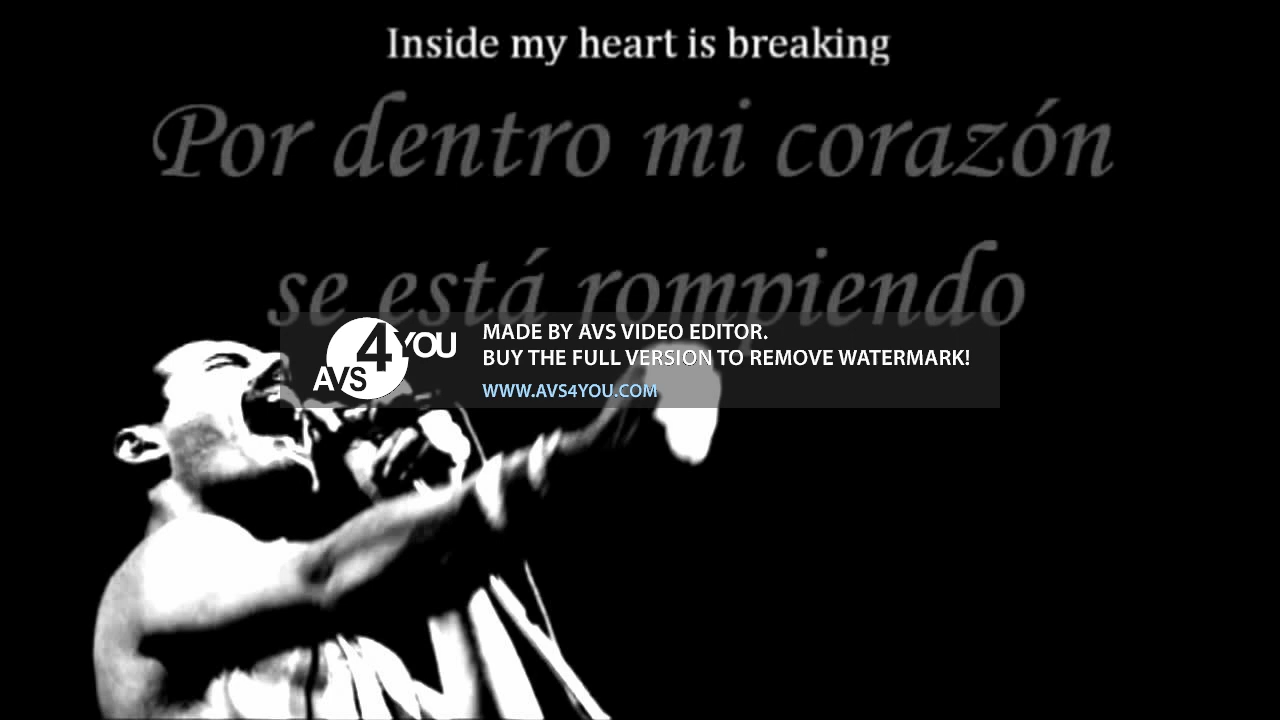 Inside my heart is breaking
Por dentro mi corazón
se está rompiendo
AVS4YOU
MADE BY AVS VIDEO EDITOR.
BUY THE FULL VERSION TO REMOVE WATERMARK!
WWW.AVS4YOU.COM